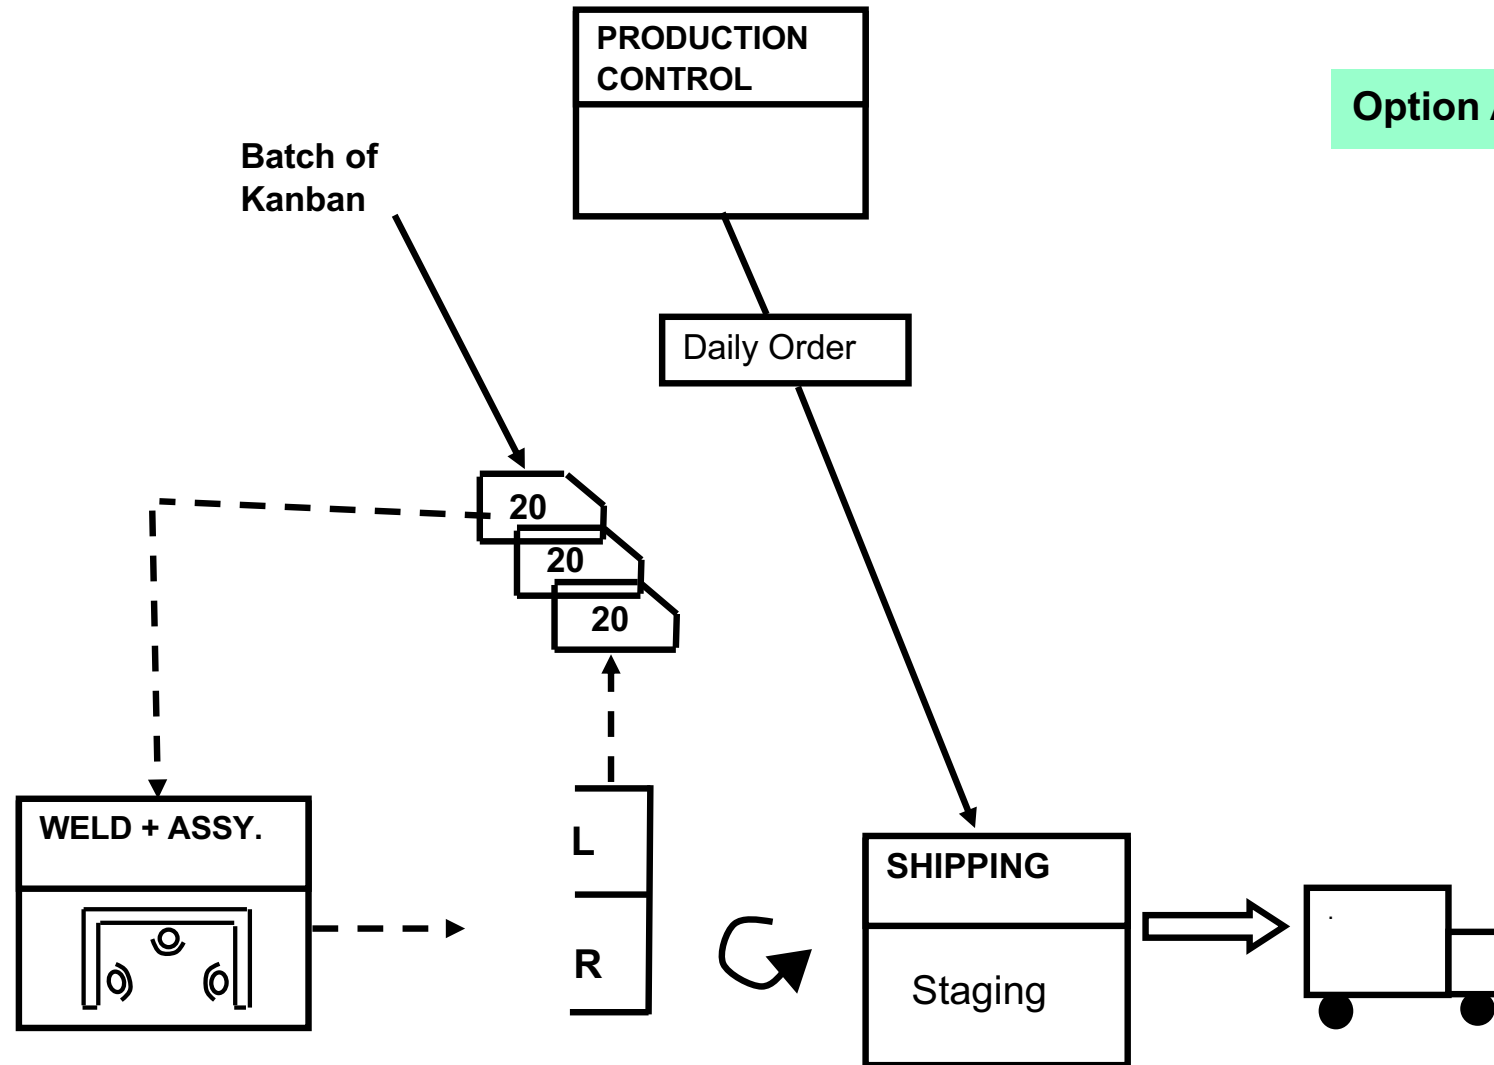 PRODUCTION
CONTROL
Option A
Batch of
Kanban
Daily Order
20
20
20
WELD + ASSY.
L
R
SHIPPING
Staging